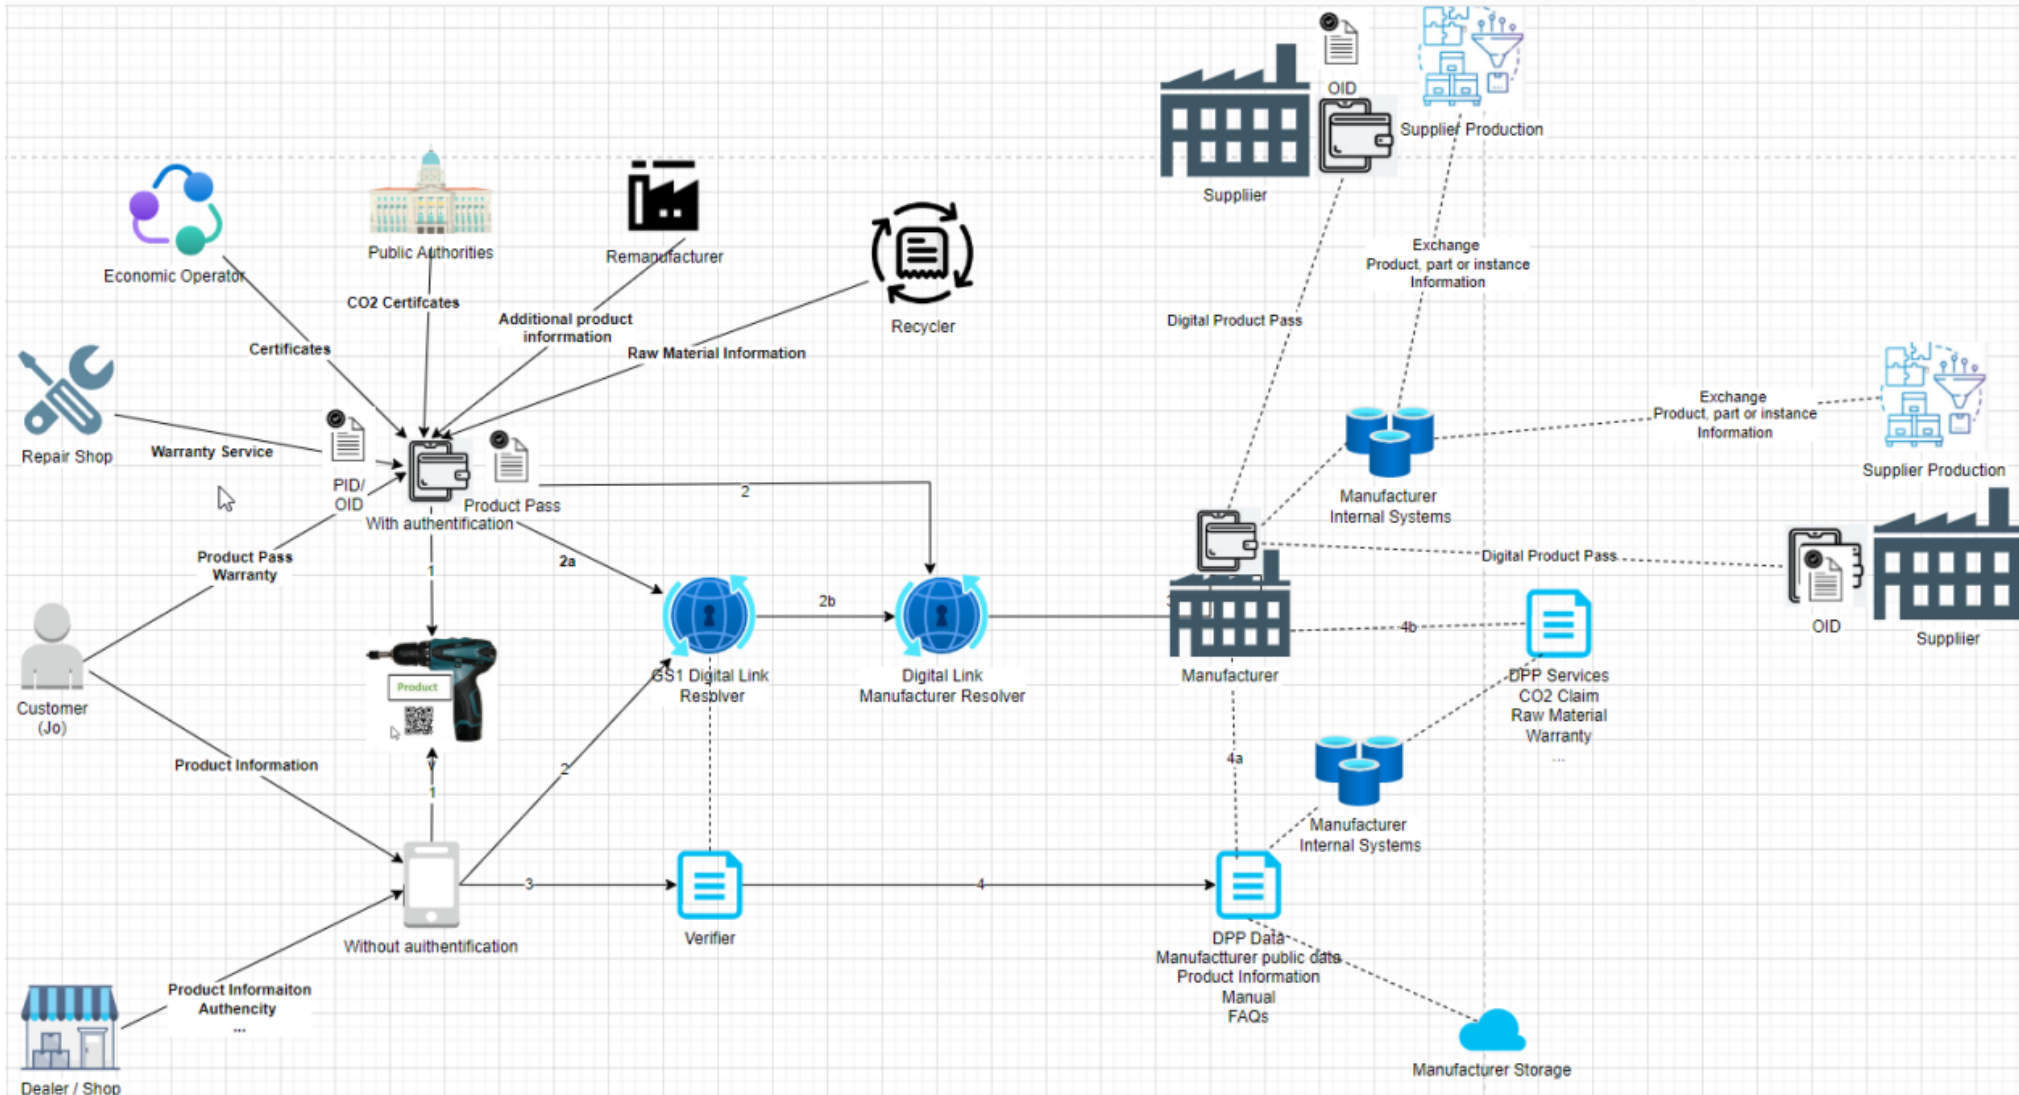 OID
Supplier Production
Suppliier
Public Authorities
Remanufacturer
Economic Operator
Recycler
CO2 Certifcates
Additional product
inforrmation
Certificates
Raw Material Information
Exchange
Product, part or instance
Information
Digital Product Pass
Exchange
Product, part or instance
Information
Supplier Production
Repair Shop
Warranty Service
PID/
OID
Product Pass
With authentification
2
Manufacturer
Internal Systems
Digital Product Pass
OID
Suppliier
Product Pass
Warranty
1
2a
2b
3
4b
Customer
(Jo)
Product
GS1 Digital Link
Resolver
Digital Link
Manufacturer Resolver
Manufacturer
DPP Services
CO2 Claim
Raw Material
Warranty
...
Product Information
1
2
4a
Manufacturer
Internal Systems
3
4
Without auithentification
Verifier
DPP Data
Manufactturer public data
Product Information
Manual
FAQs
Product Informaiton
Authencity
...
Dealer / Shop
Manufacturer Storage